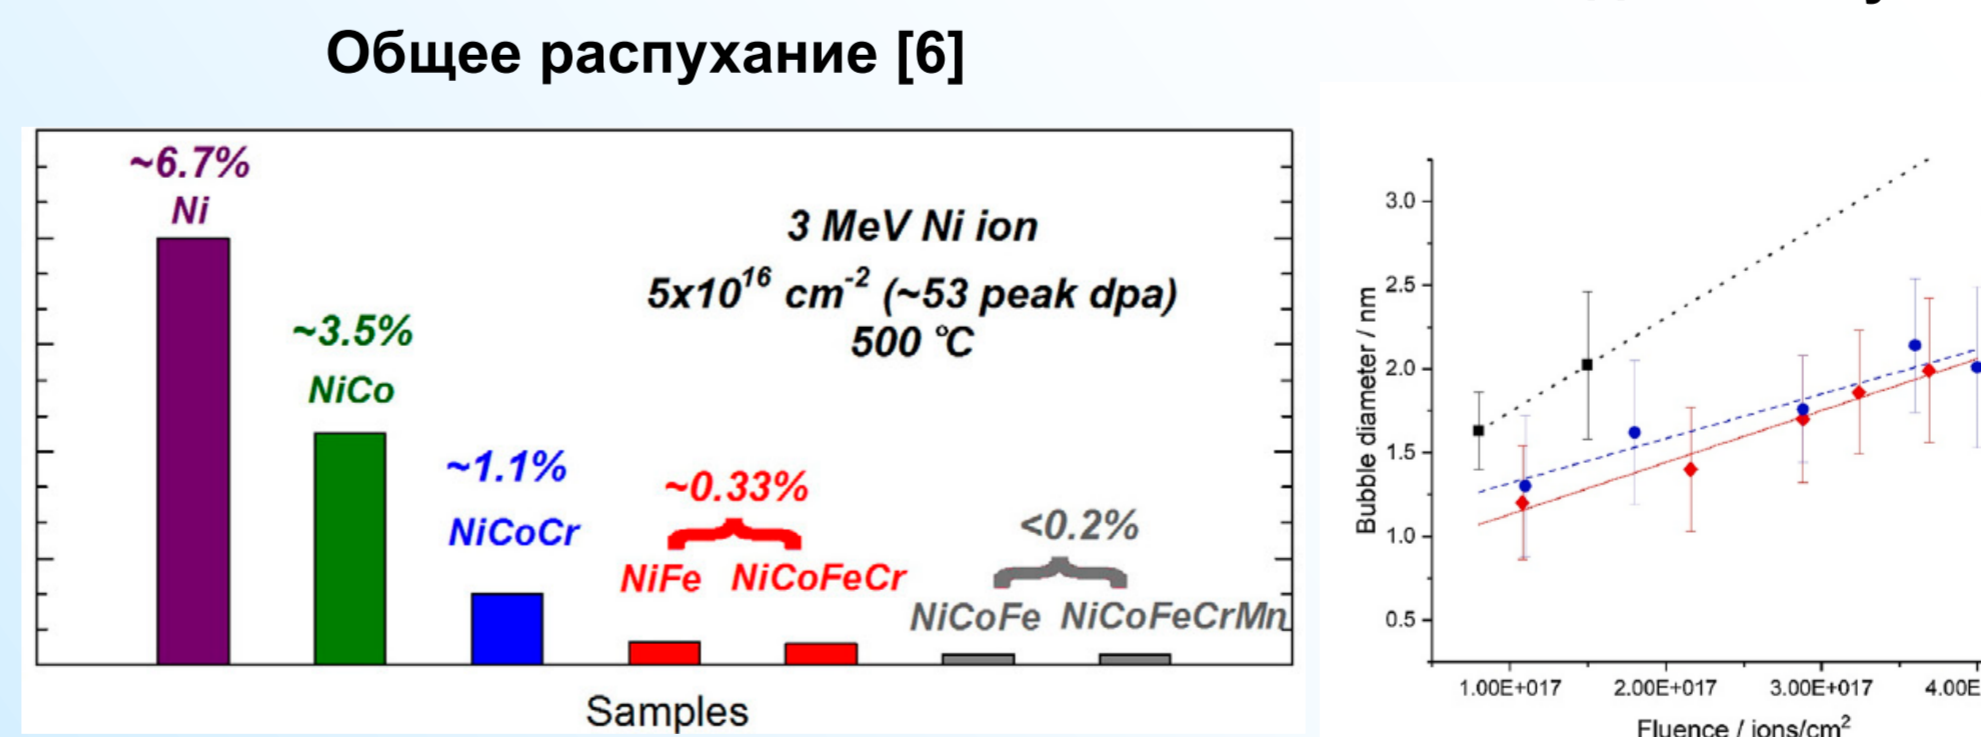 Общее распухание [6]
~6.7%
Ni
~3.5%
NiCo
~1.1%
NiCoCr
~0.33%
NiFe NiCoFeCr
<0.2%
NiCoFe NiCoFeCrMn
3 MeV Ni ion
5x10¹⁶ cm⁻² (~53 peak dpa)
500 °C
Samples
Bubble diameter / nm
3.0
2.5
2.0
1.5
1.0
0.5
1.00E+017 2.00E+017 3.00E+017 4.00E
Fluence / ions/cm²